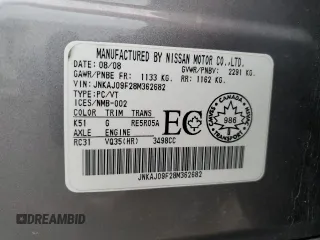 MANUFACTURED BY NISSAN MOTOR CO.,LTD.
DATE 08/08 GVWR/PNBV: 2291 KG.
GAWR/PNBE FR: 1133 KG. RR: 1162 KG.
VIN:JNKAJ09F28M362682
TYPE:PC/VT
ICES/NMB-002
COLOR TRIM TRANS
K51 G RE5R05A
AXLE ENGINE
RC31 VQ35(HR) 3498CC
EC
CANADA
986
JNKAJ09F28M362682
DREAMBID